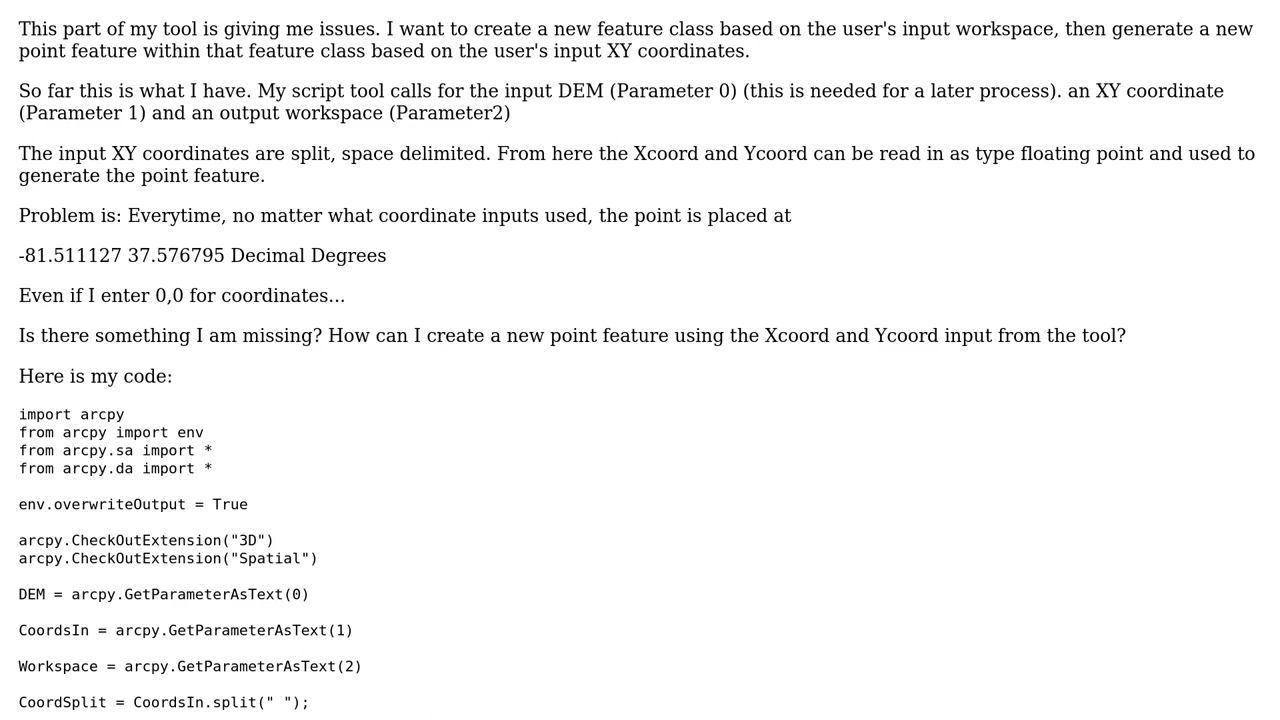 This part of my tool is giving me issues. I want to create a new feature class based on the user's input workspace, then generate a new
point feature within that feature class based on the user's input XY coordinates.
So far this is what I have. My script tool calls for the input DEM (Parameter 0) (this is needed for a later process). an XY coordinate
(Parameter 1) and an output workspace (Parameter2)
The input XY coordinates are split, space delimited. From here the Xcoord and Ycoord can be read in as type floating point and used to
generate the point feature.
Problem is: Everytime, no matter what coordinate inputs used, the point is placed at
-81.511127 37.576795 Decimal Degrees
Even if I enter 0,0 for coordinates...
Is there something I am missing? How can I create a new point feature using the Xcoord and Ycoord input from the tool?
Here is my code:
import arcpy
from arcpy import env
from arcpy.sa import *
from arcpy.da import *
env.overwriteOutput = True
arcpy.CheckOutExtension("3D")
arcpy.CheckOutExtension("Spatial")
DEM = arcpy.GetParameterAsText(0)
CoordsIn = arcpy.GetParameterAsText(1)
Workspace = arcpy.GetParameterAsText(2)
CoordSplit = CoordsIn.split(" ");